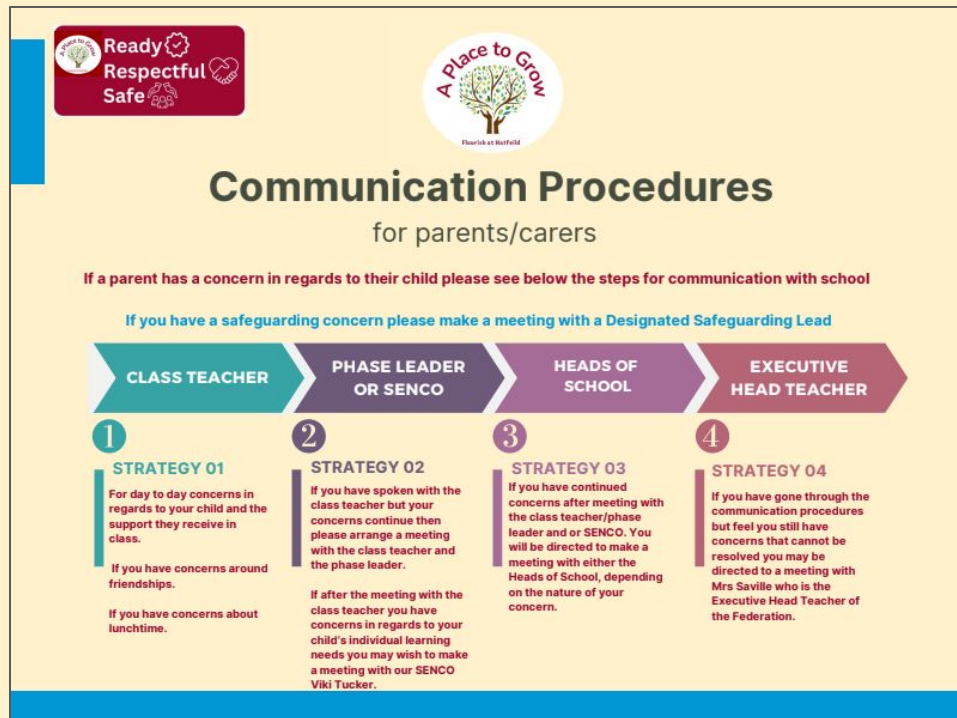 A Place to Grow
Ready
Respectful
Safe
A Place to Grow
Flourish at Hatfeild
Communication Procedures
for parents/carers
If a parent has a concern in regards to their child please see below the steps for communication with school
If you have a safeguarding concern please make a meeting with a Designated Safeguarding Lead
CLASS TEACHER
PHASE LEADER
OR SENCO
HEADS OF
SCHOOL
EXECUTIVE
HEAD TEACHER
1
STRATEGY 01
For day to day concerns in
regards to your child and the
support they receive in
class.
If you have concerns around
friendships.
If you have concerns about
lunchtime.
2
STRATEGY 02
If you have spoken with the
class teacher but your
concerns continue then
please arrange a meeting
with the class teacher and
the phase leader.
If after the meeting with the
class teacher you have
concerns in regards to your
child's individual learning
needs you may wish to make
a meeting with our SENCO
Viki Tucker.
3
STRATEGY 03
If you have continued
concerns after meeting with
the class teacher/phase
leader and or SENCO. You
will be directed to make a
meeting with either the
Heads of School, depending
on the nature of your
concern.
4
STRATEGY 04
If you have gone through the
communication procedures
but feel you still have
concerns that cannot be
resolved you may be
directed to a meeting with
Mrs Saville who is the
Executive Head Teacher of
the Federation.